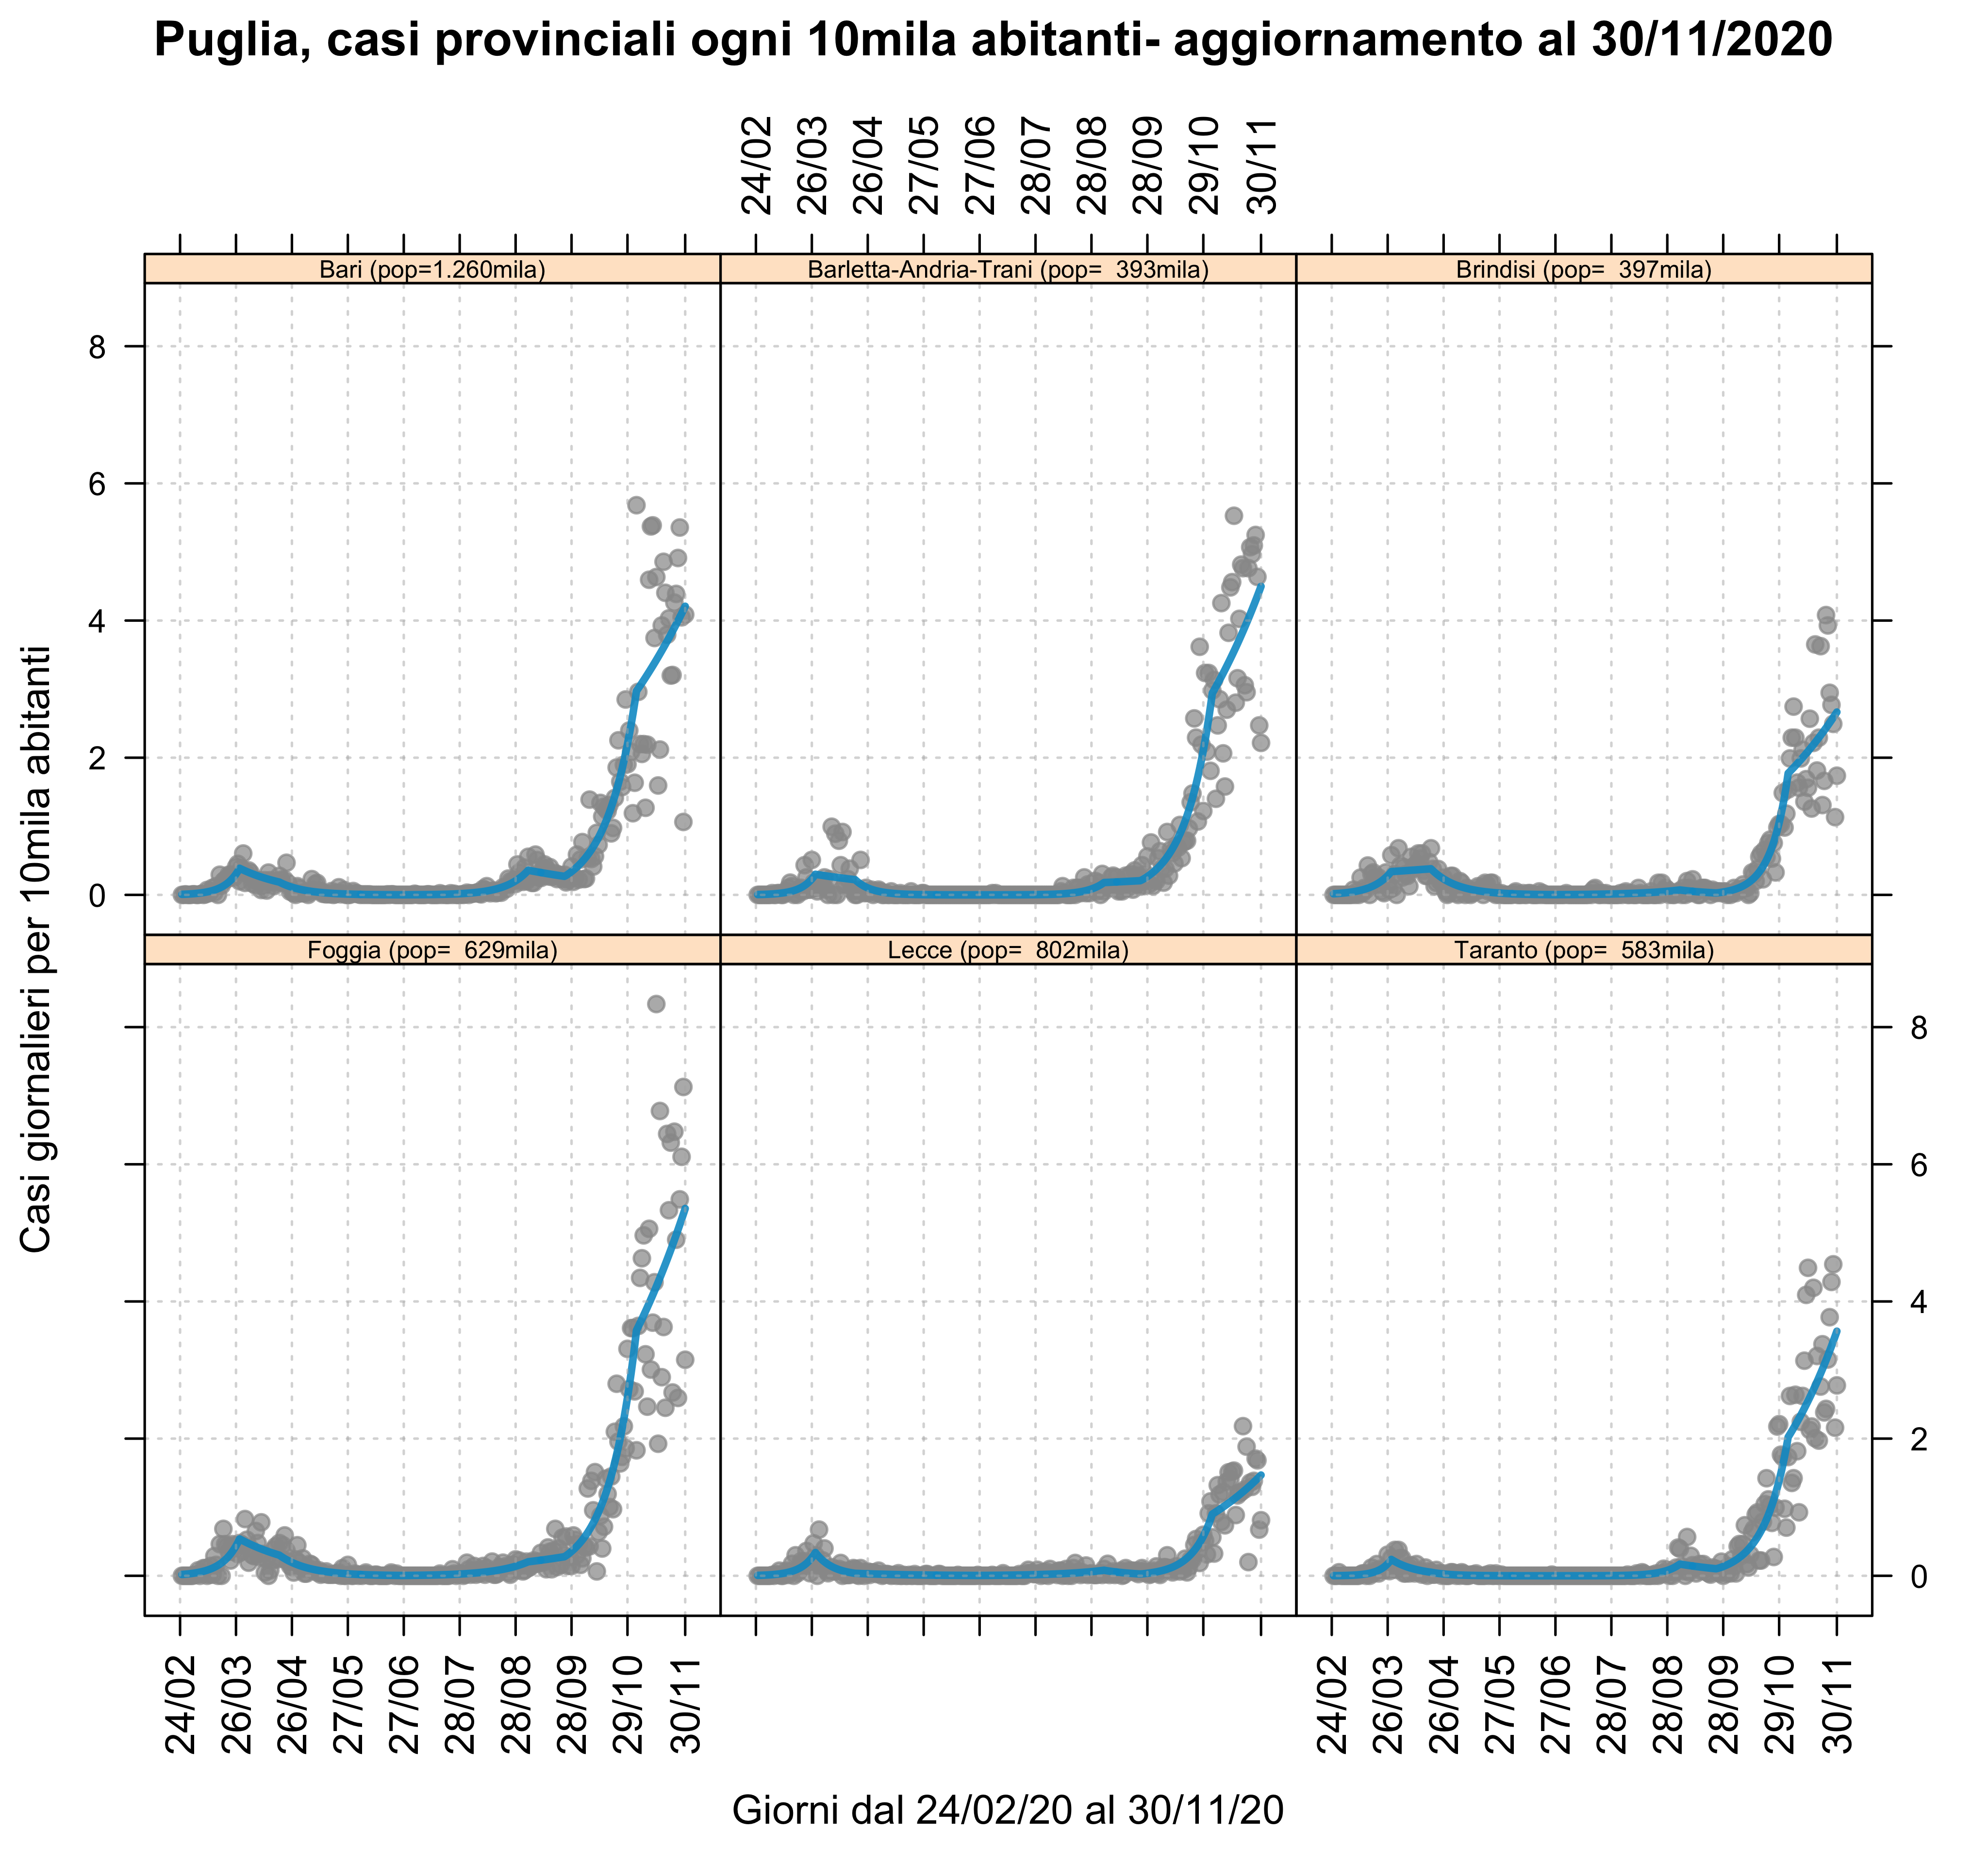 Puglia, casi provinciali ogni 10mila abitanti- aggiornamento al 30/11/2020
24/02 26/03 26/04 27/05 27/06 28/07 28/08 28/09 29/10 30/11
Bari (pop=1.260mila) Barletta-Andria-Trani (pop=  393mila) Brindisi (pop=  397mila)
8
6
4
2
0
Casi giornalieri per 10mila abitanti
Foggia (pop=  629mila) Lecce (pop=  802mila) Taranto (pop=  583mila)
8
6
4
2
0
24/02 26/03 26/04 27/05 27/06 28/07 28/08 28/09 29/10 30/11
24/02 26/03 26/04 27/05 27/06 28/07 28/08 28/09 29/10 30/11
Giorni dal 24/02/20 al 30/11/20